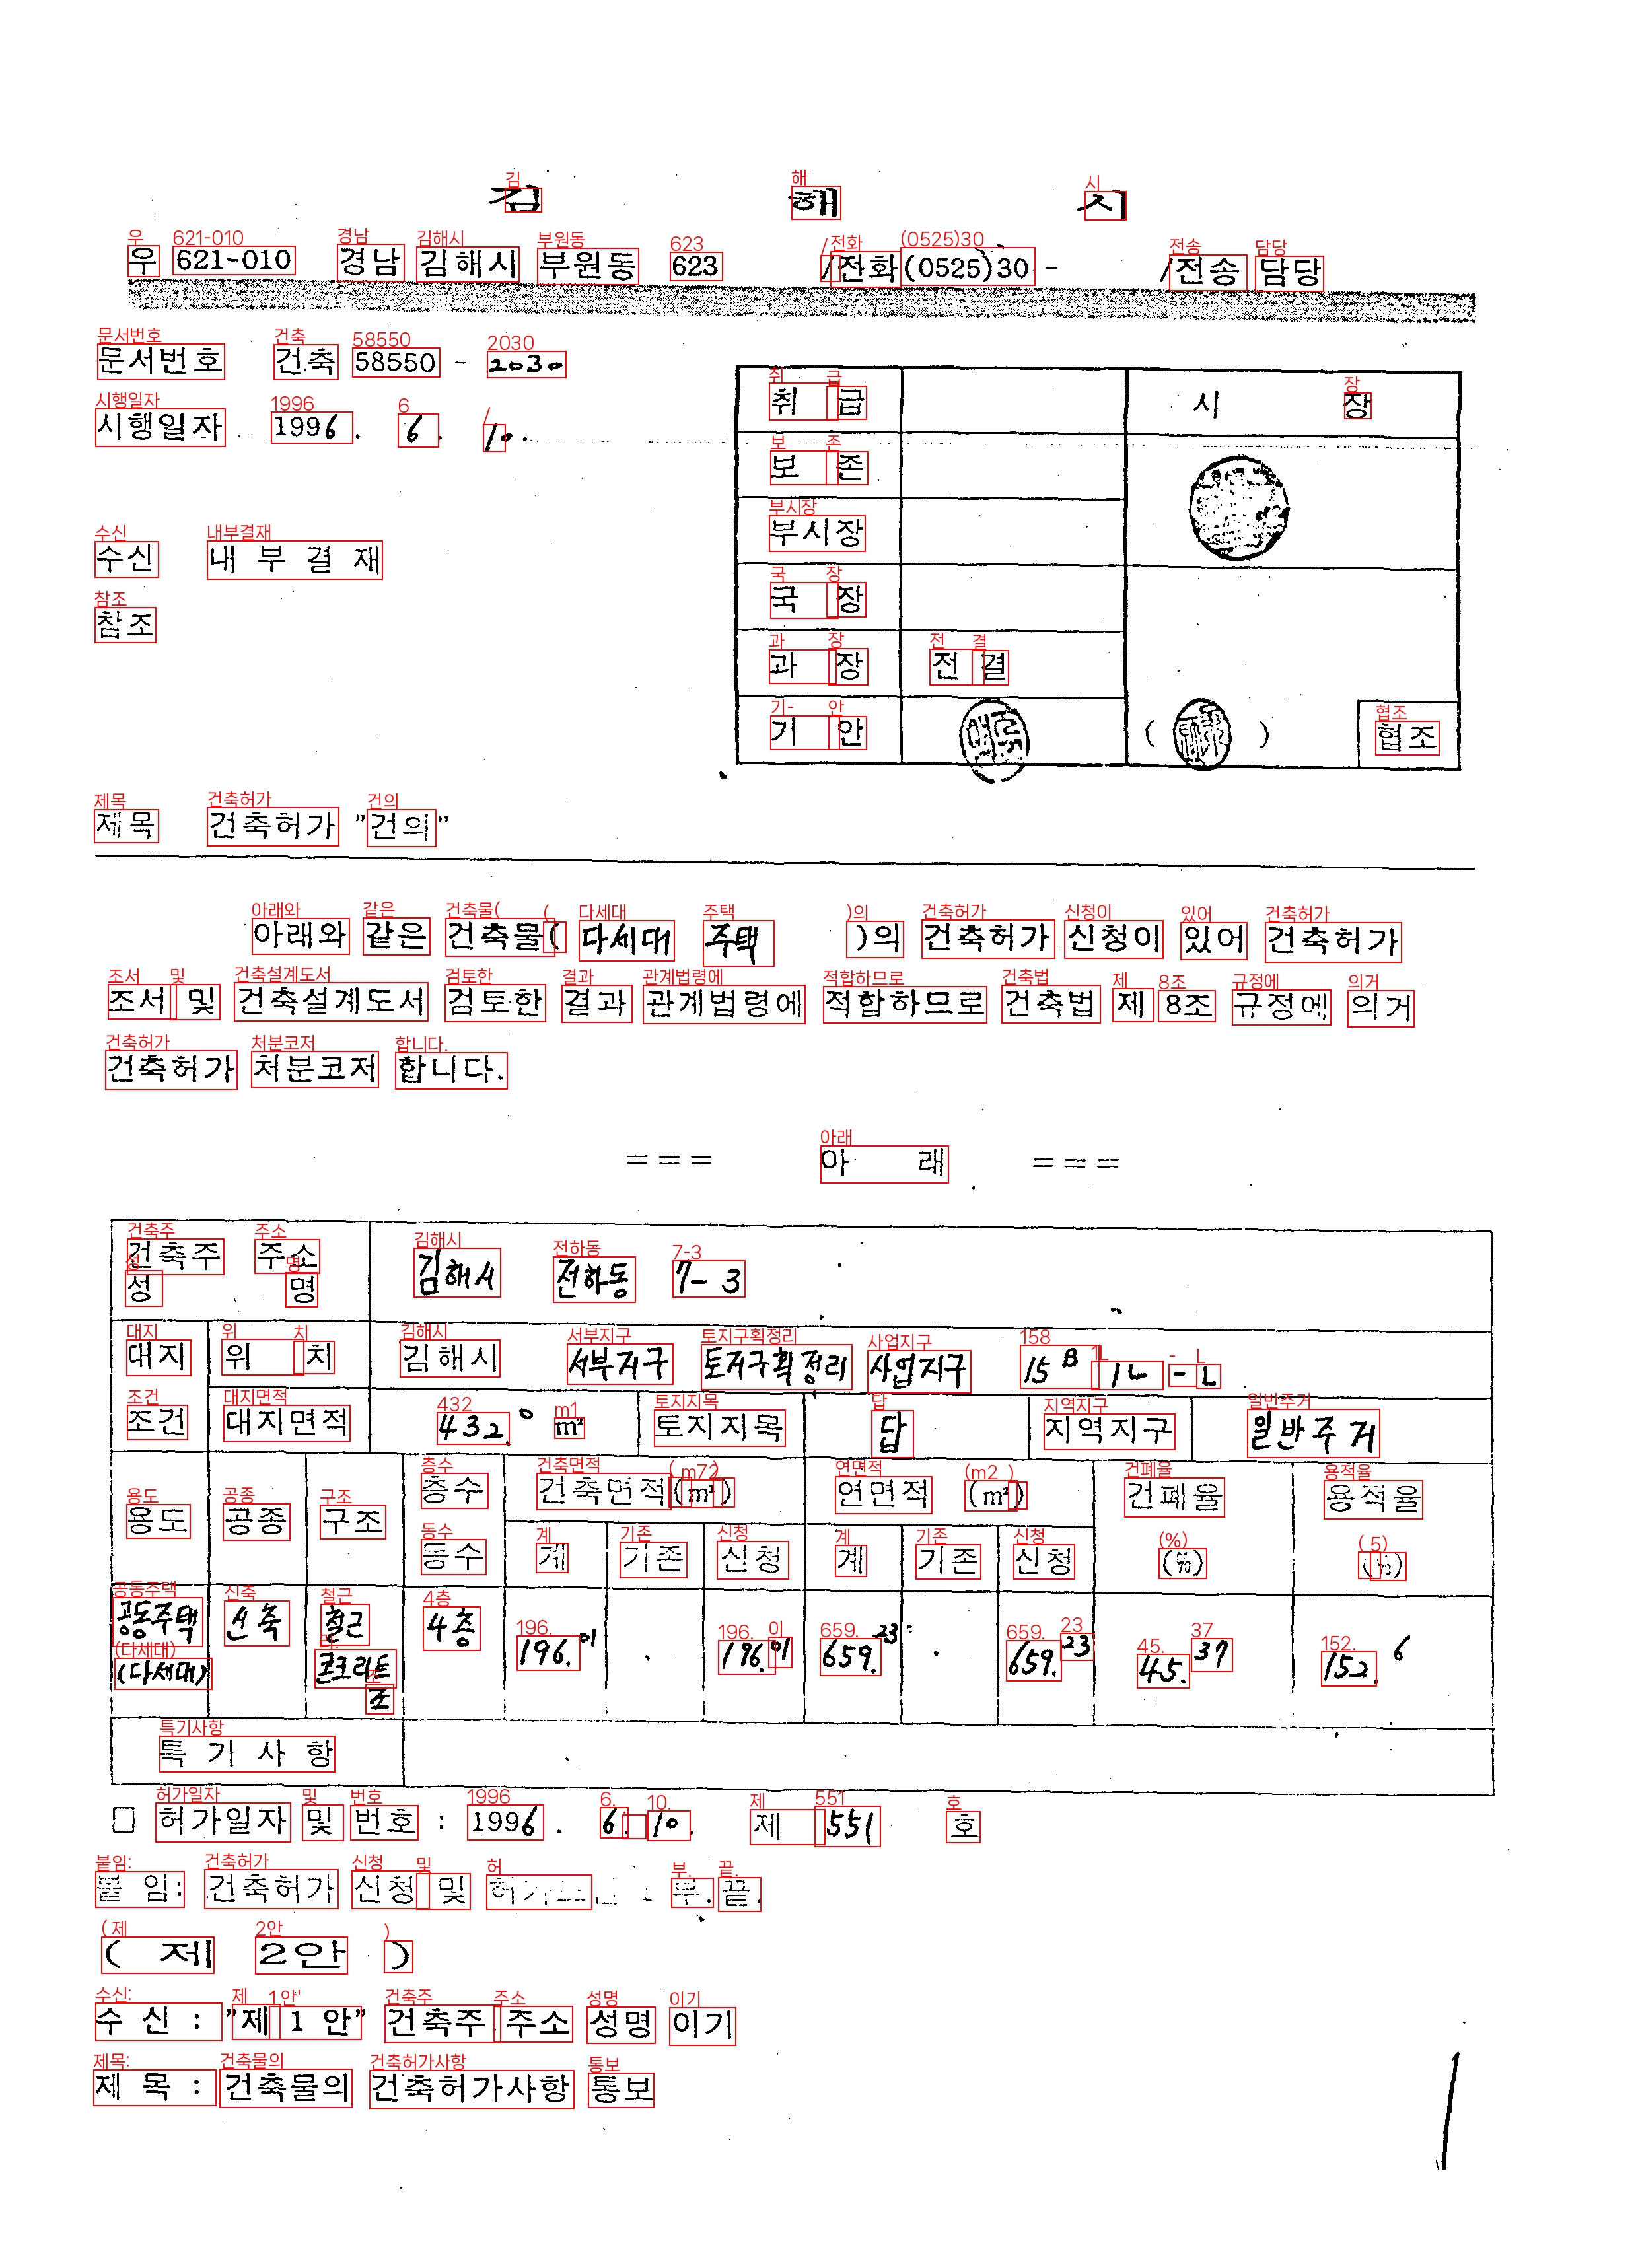 김 해 시
우 621-010 경남 김해시 부원동 623 /전화(0525)30 - /전송 담당
문서번호 건축 58550 - 2030
시행일자 1996. 6. 10.
취 급 시 장
보 존
부시장
수신 내 부 결 재
국 장
참조
과 장 전 결
기 안 ( ) 협조
제목 건축허가 "건의"
아래와 같은 건축물( 다세대 주택 )의 건축허가 신청이 있어 건축허가
조서 및 건축설계도서 검토한 결과 관계법령에 적합하므로 건축법 제 8조 규정에 의거
건축허가 처분코저 합니다.
=== 아 래 ===
건축주 주소 김해시 전하동 7-3
성 명
대지 위 치 김해시 서부지구 토지구획정리 사업지구 15B 1L - L
조건 대지면적 432.0 m² 토지지목 답 지역지구 일반주거
용도 공종 구조 층수 건축면적(m²) 연면적 (m²) 건폐율 용적율
동수 계 기존 신청 계 기존 신청 (%) (%)
공동주택 신축 철근 4층 196.01 . 196.01 659.23 . 659.23 45.37 152.6
(다세대) 콘크리트
조
특 기 사 항
□ 허가일자 및 번호 : 1996. 6. 10. 제 551 호
붙 임: 건축허가 신청 및 부. 끝.
( 제 2안 )
수 신 : "제 1 안" 건축주 주소 성명 이기
제 목 : 건축물의 건축허가사항 통보